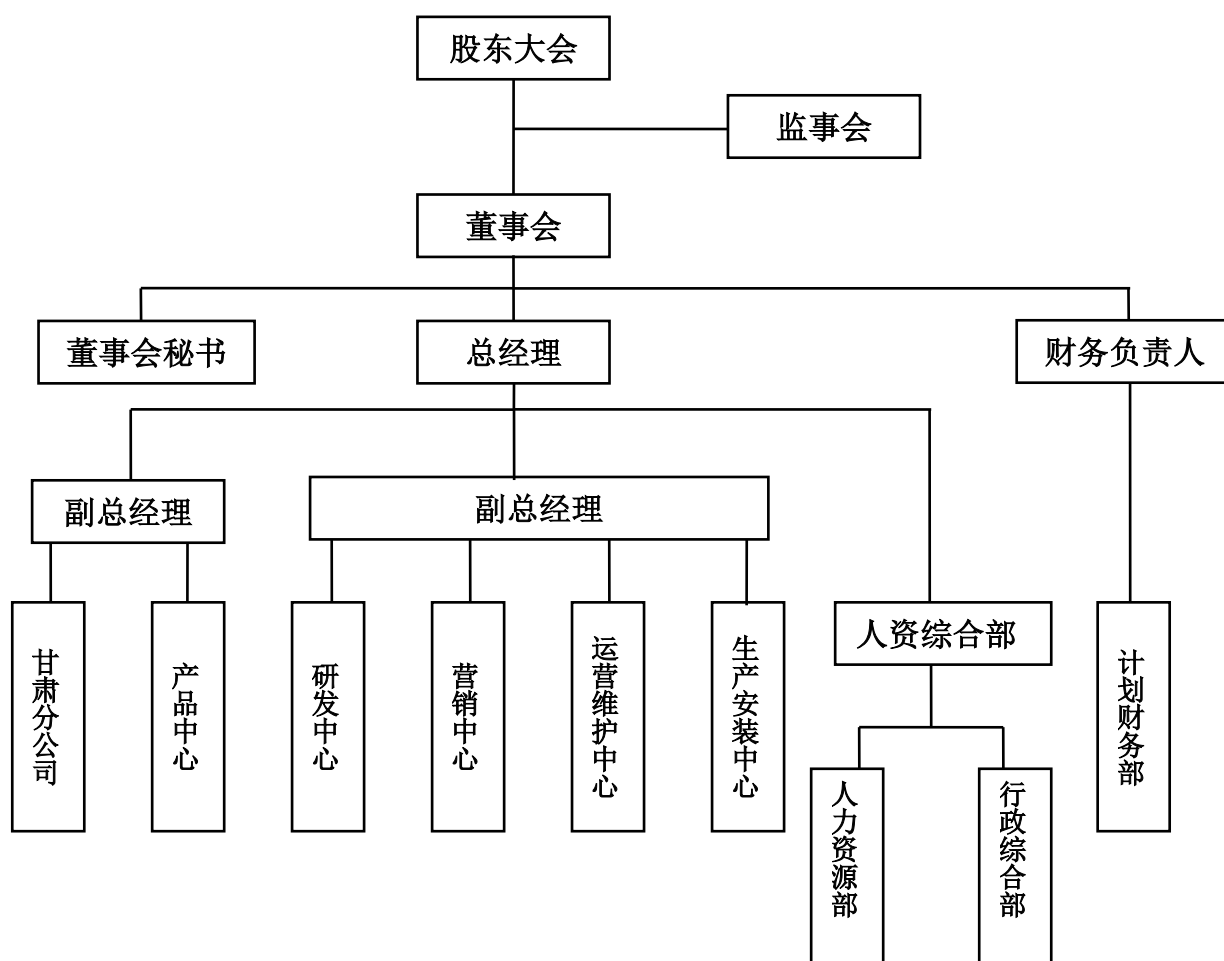 股东大会
监事会
董事会
董事会秘书
总经理
财务负责人
副总经理
副总经理
甘肃分公司
产品中心
研发中心
营销中心
运营维护中心
生产安装中心
人资综合部
计划财务部
人力资源部
行政综合部